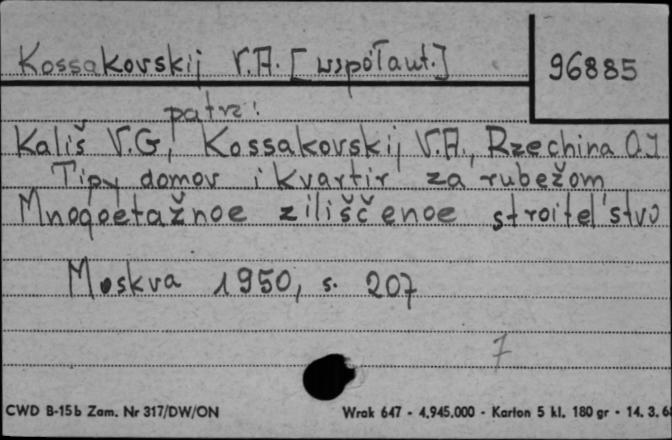 Kossakovskij V.A. [współaut.] 96885
patrz:
Kališ V.G., Kossakovskij V.A., Rzechina O.I
Tipy domov i kvartir za rubežom
Mnogoetažnoe ziliščenoe stroitel'stvo
Moskva 1950, s. 207
7
CWD B-15b Zam. Nr 317/DW/ON Wrak 647 - 4.945.000 - Karton 5 kl. 180 gr - 14. 3. 6